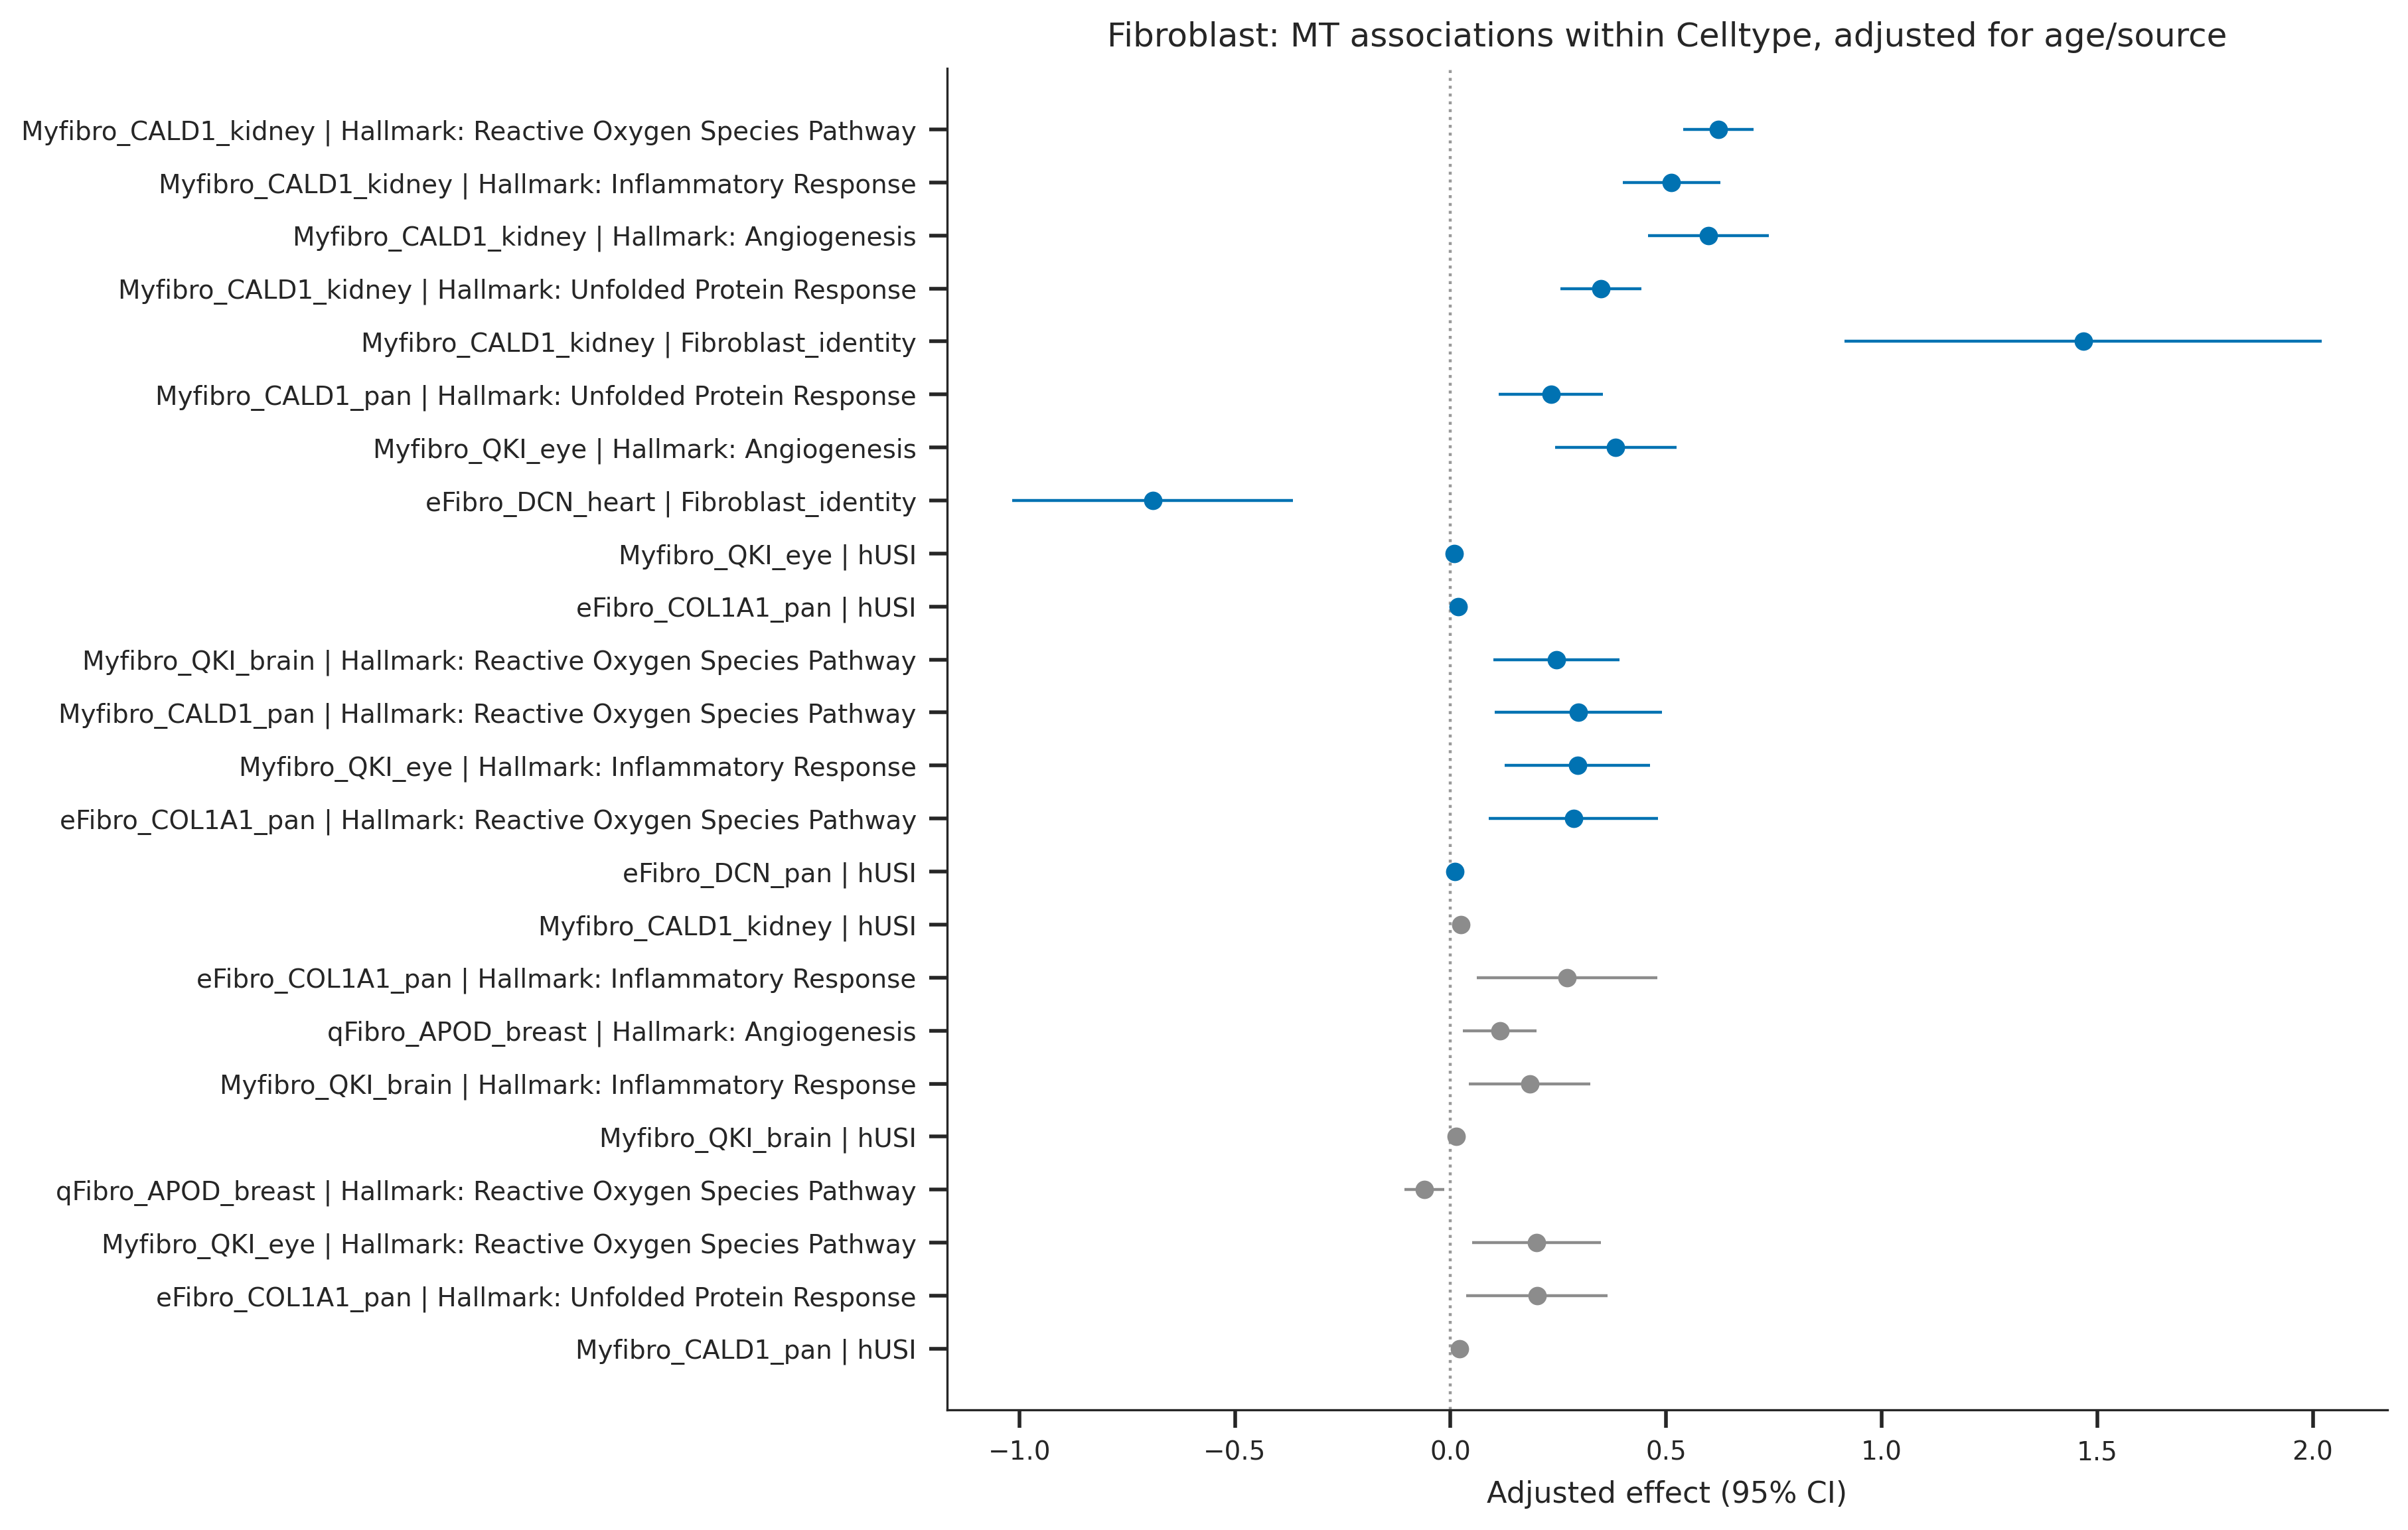 Fibroblast: MT associations within Celltype, adjusted for age/source
Myfibro_CALD1_kidney | Hallmark: Reactive Oxygen Species Pathway
Myfibro_CALD1_kidney | Hallmark: Inflammatory Response
Myfibro_CALD1_kidney | Hallmark: Angiogenesis
Myfibro_CALD1_kidney | Hallmark: Unfolded Protein Response
Myfibro_CALD1_kidney | Fibroblast_identity
Myfibro_CALD1_pan | Hallmark: Unfolded Protein Response
Myfibro_QKI_eye | Hallmark: Angiogenesis
eFibro_DCN_heart | Fibroblast_identity
Myfibro_QKI_eye | hUSI
eFibro_COL1A1_pan | hUSI
Myfibro_QKI_brain | Hallmark: Reactive Oxygen Species Pathway
Myfibro_CALD1_pan | Hallmark: Reactive Oxygen Species Pathway
Myfibro_QKI_eye | Hallmark: Inflammatory Response
eFibro_COL1A1_pan | Hallmark: Reactive Oxygen Species Pathway
eFibro_DCN_pan | hUSI
Myfibro_CALD1_kidney | hUSI
eFibro_COL1A1_pan | Hallmark: Inflammatory Response
qFibro_APOD_breast | Hallmark: Angiogenesis
Myfibro_QKI_brain | Hallmark: Inflammatory Response
Myfibro_QKI_brain | hUSI
qFibro_APOD_breast | Hallmark: Reactive Oxygen Species Pathway
Myfibro_QKI_eye | Hallmark: Reactive Oxygen Species Pathway
eFibro_COL1A1_pan | Hallmark: Unfolded Protein Response
Myfibro_CALD1_pan | hUSI
−1.0 −0.5 0.0 0.5 1.0 1.5 2.0
Adjusted effect (95% CI)